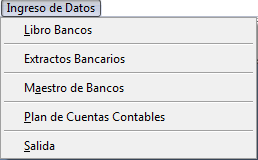 Ingreso de Datos
Libro Bancos
Extractos Bancarios
Maestro de Bancos
Plan de Cuentas Contables
Salida